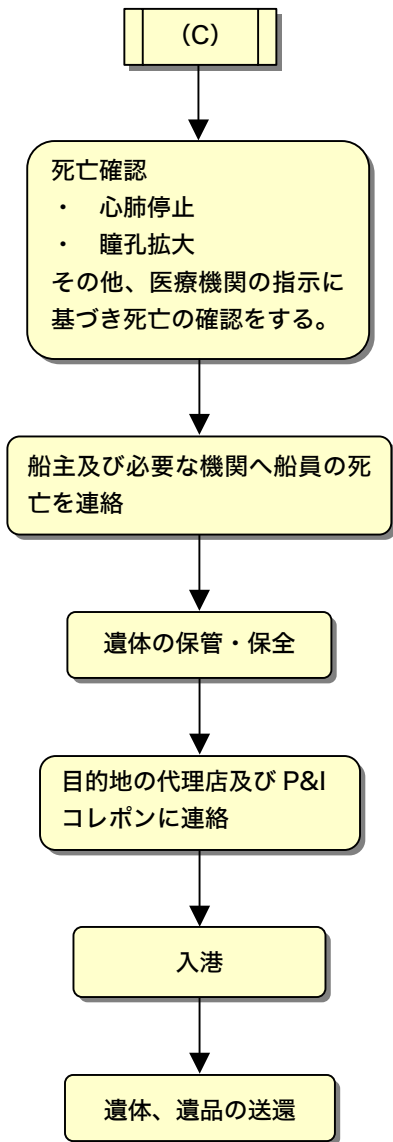 （C）
死亡確認
・　心肺停止
・　瞳孔拡大
その他、医療機関の指示に
基づき死亡の確認をする。
船主及び必要な機関へ船員の死
亡を連絡
遺体の保管・保全
目的地の代理店及び P&I
コレポンに連絡
入港
遺体、遺品の送還